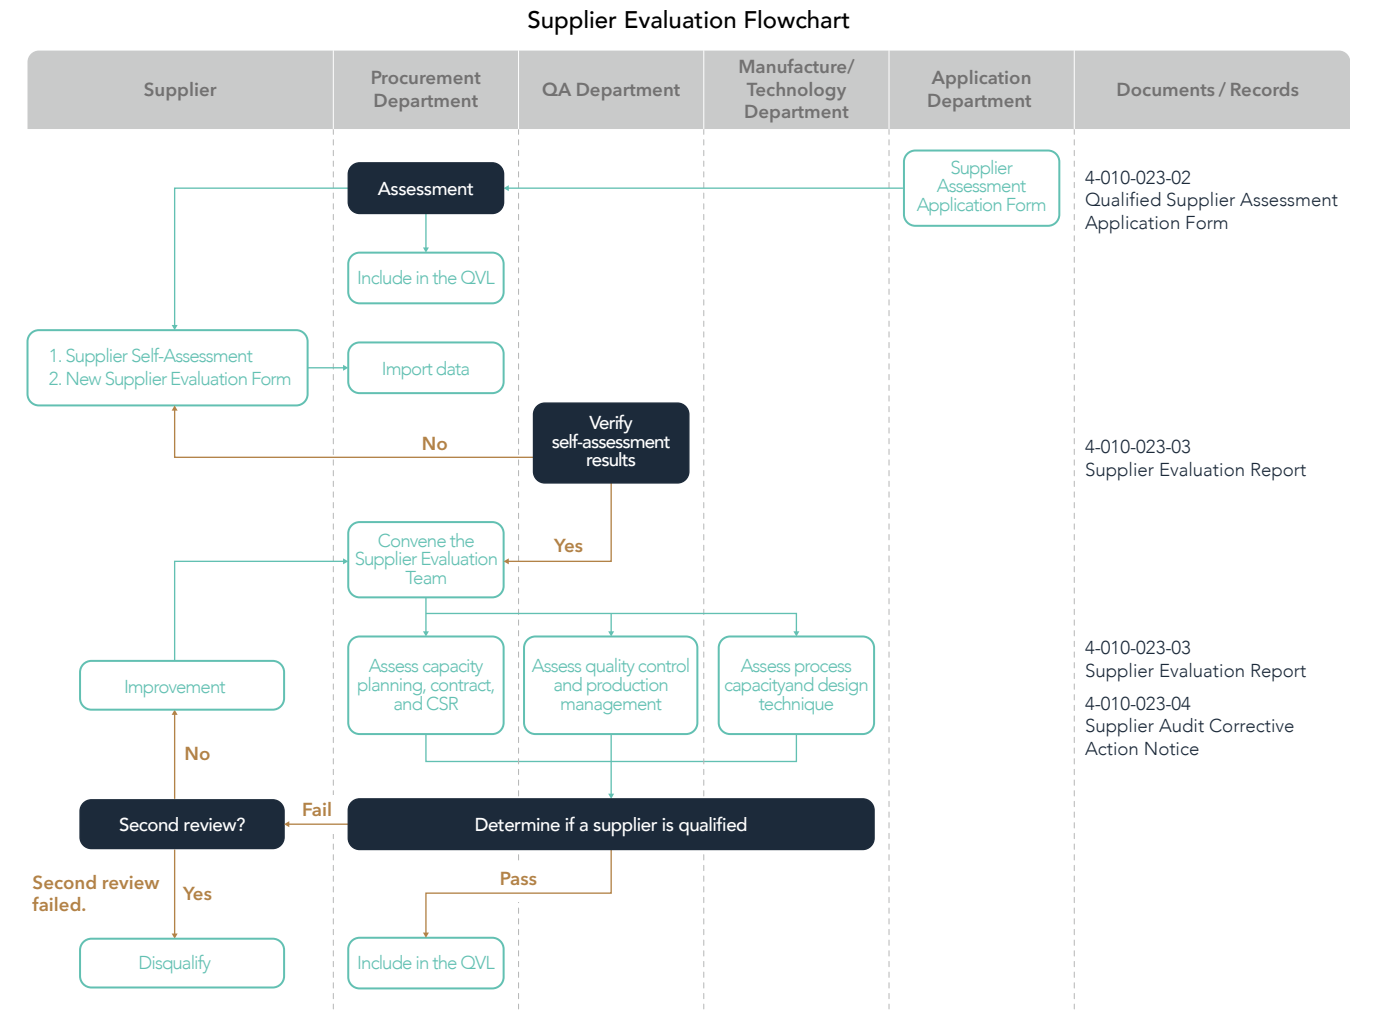 Supplier Evaluation Flowchart
Supplier
Procurement
Department
QA Department
Manufacture/
Technology
Department
Application
Department
Documents / Records
Assessment
Supplier
Assessment
Application Form
4-010-023-02
Qualified Supplier Assessment
Application Form
Include in the QVL
1. Supplier Self-Assessment
2. New Supplier Evaluation Form
Import data
Verify
self-assessment
results
No
4-010-023-03
Supplier Evaluation Report
Convene the
Supplier Evaluation
Team
Yes
Improvement
Assess capacity
planning, contract,
and CSR
Assess quality control
and production
management
Assess process
capacityand design
technique
4-010-023-03
Supplier Evaluation Report
4-010-023-04
Supplier Audit Corrective
Action Notice
No
Second review?
Fail
Determine if a supplier is qualified
Second review
failed.
Yes
Pass
Disqualify
Include in the QVL